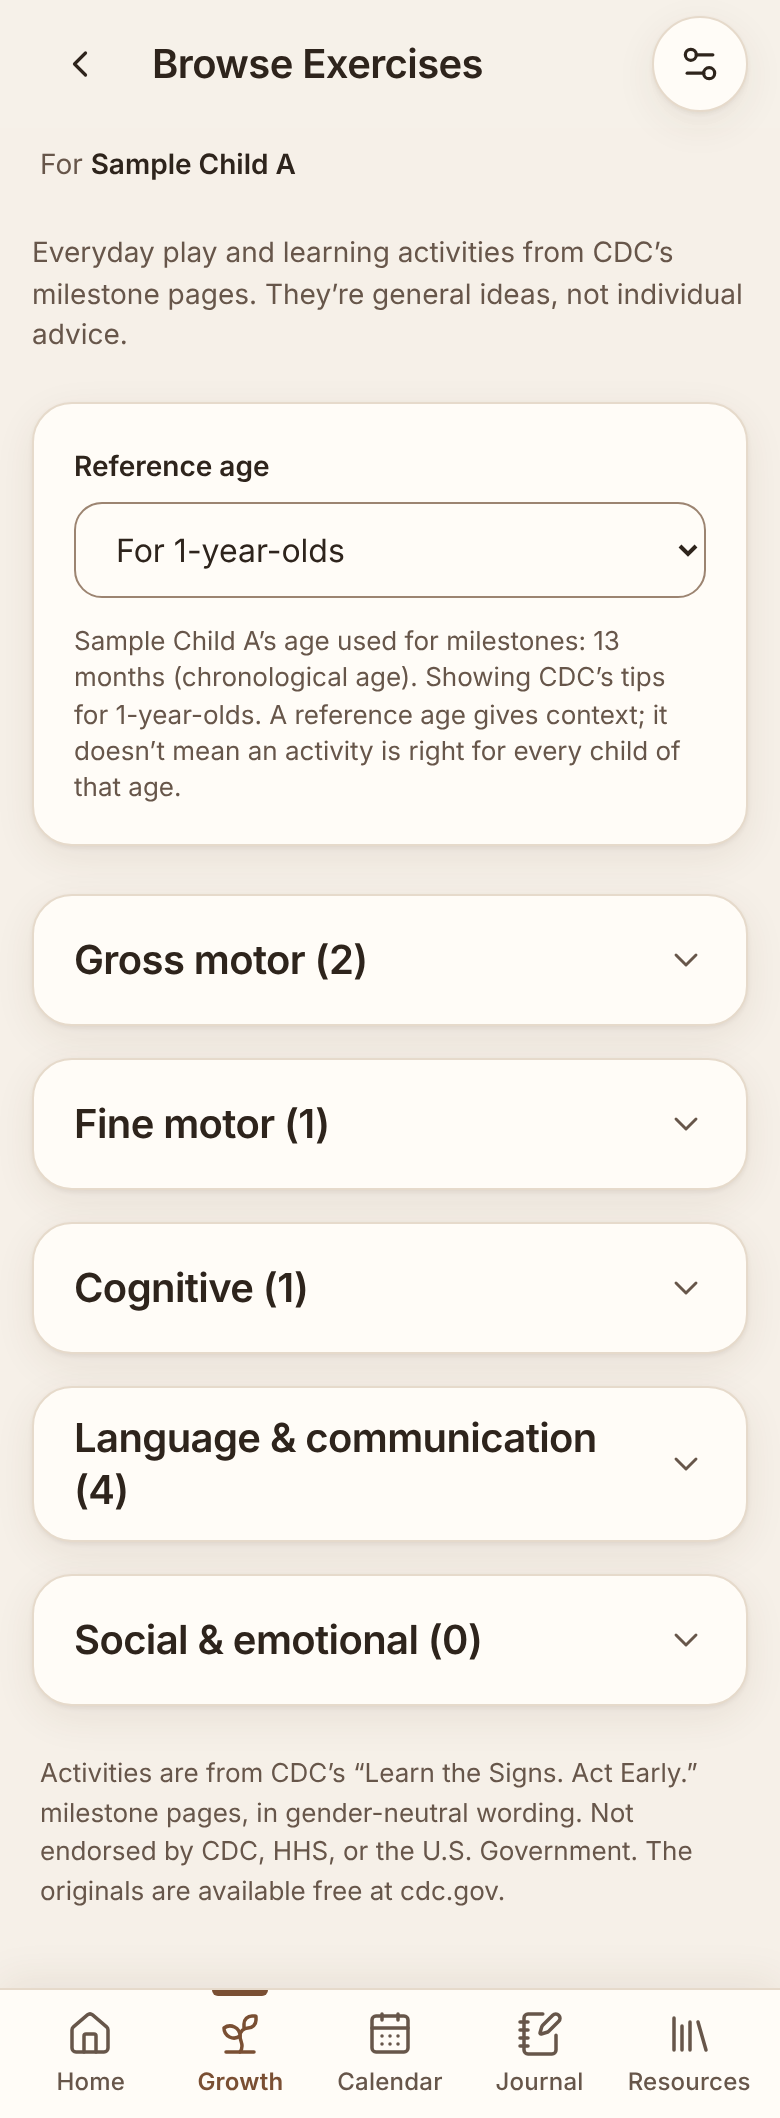 Browse Exercises
For Sample Child A
Everyday play and learning activities from CDC’s
milestone pages. They’re general ideas, not individual
advice.
Reference age
For 1-year-olds
Sample Child A’s age used for milestones: 13
months (chronological age). Showing CDC’s tips
for 1-year-olds. A reference age gives context; it
doesn’t mean an activity is right for every child of
that age.
Gross motor (2)
Fine motor (1)
Cognitive (1)
Language & communication
(4)
Social & emotional (0)
Activities are from CDC’s “Learn the Signs. Act Early.”
milestone pages, in gender-neutral wording. Not
endorsed by CDC, HHS, or the U.S. Government. The
originals are available free at cdc.gov.
Home
Growth
Calendar
Journal
Resources